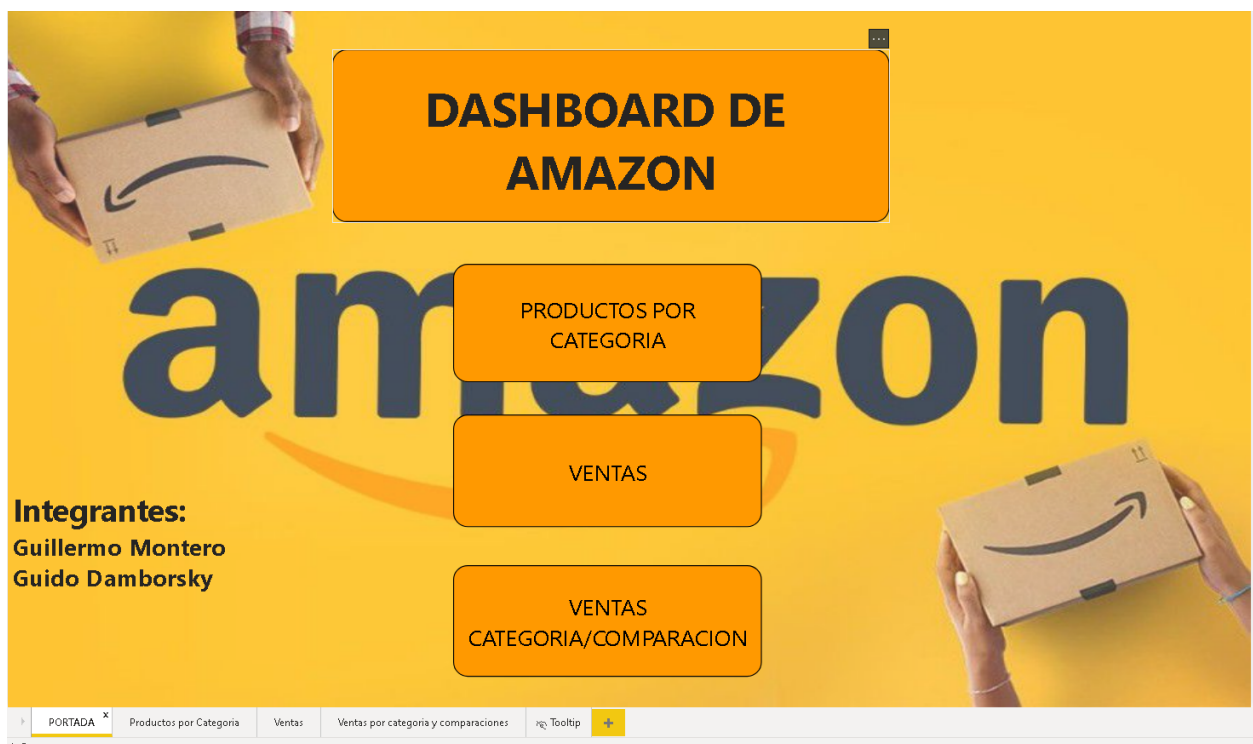 DASHBOARD DE
AMAZON
amazon
PRODUCTOS POR
CATEGORIA
VENTAS
VENTAS
CATEGORIA/COMPARACION
Integrantes:
Guillermo Montero
Guido Damborsky
PORTADA x
Productos por Categoria
Ventas
Ventas por categoria y comparaciones
Tooltip
+